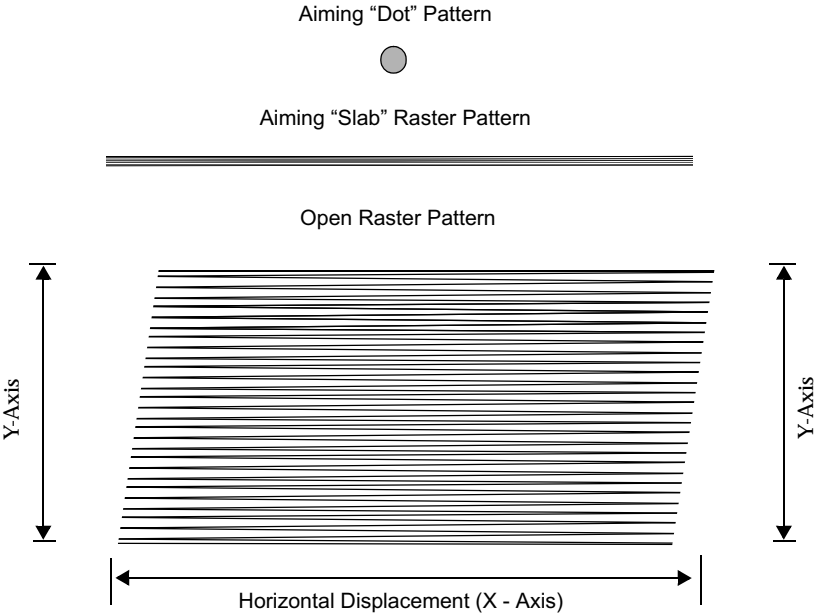 Aiming “Dot” Pattern
Aiming “Slab” Raster Pattern
Open Raster Pattern
Y-Axis
Y-Axis
Horizontal Displacement (X - Axis)